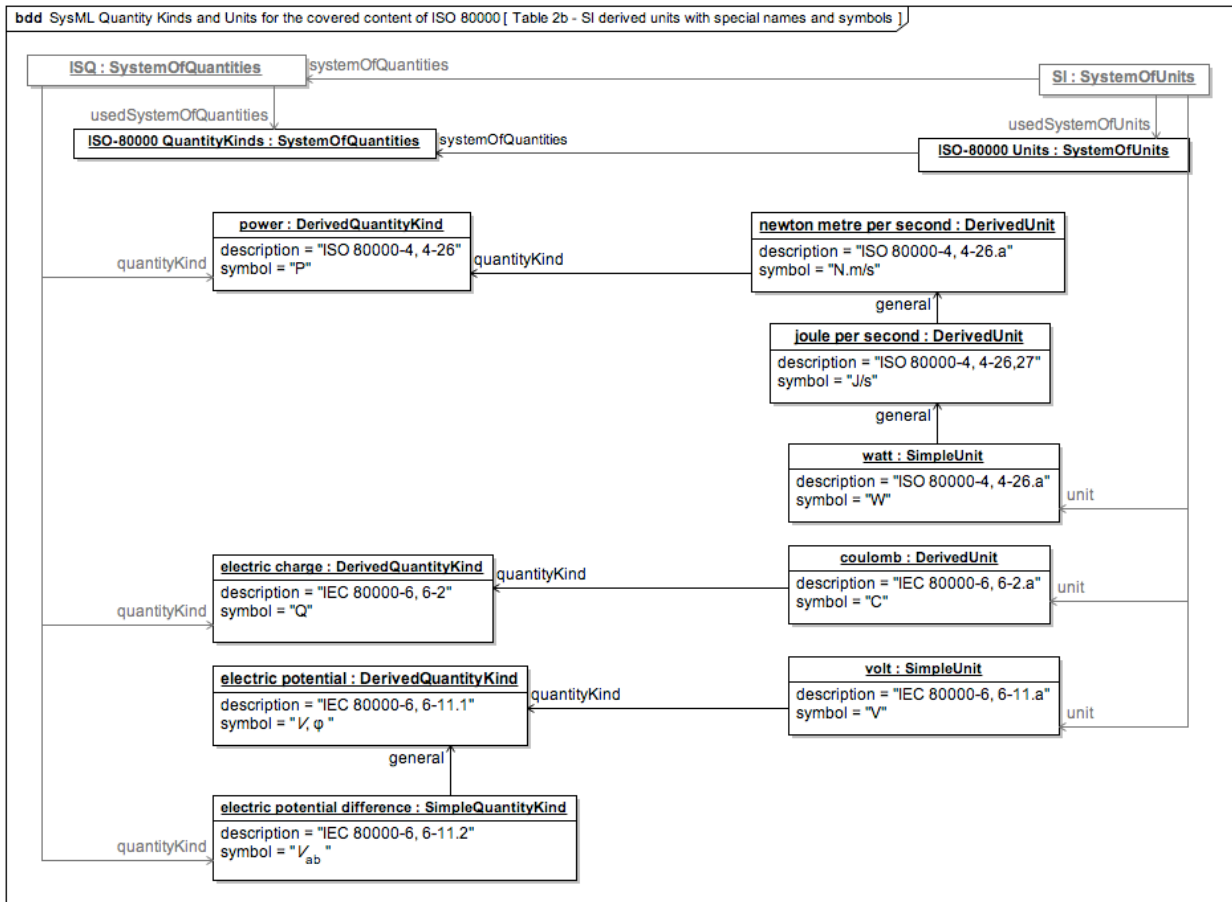 bdd SysML Quantity Kinds and Units for the covered content of ISO 80000 [ Table 2b - SI derived units with special names and symbols ]
ISQ : SystemOfQuantities
systemOfQuantities
SI : SystemOfUnits
usedSystemOfQuantities
usedSystemOfUnits
ISO-80000 QuantityKinds : SystemOfQuantities
systemOfQuantities
ISO-80000 Units : SystemOfUnits
power : DerivedQuantityKind
description = "ISO 80000-4, 4-26"
symbol = "P"
quantityKind
quantityKind
newton metre per second : DerivedUnit
description = "ISO 80000-4, 4-26.a"
symbol = "N.m/s"
general
joule per second : DerivedUnit
description = "ISO 80000-4, 4-26,27"
symbol = "J/s"
general
watt : SimpleUnit
description = "ISO 80000-4, 4-26.a"
symbol = "W"
unit
electric charge : DerivedQuantityKind
description = "IEC 80000-6, 6-2"
symbol = "Q"
quantityKind
quantityKind
coulomb : DerivedUnit
description = "IEC 80000-6, 6-2.a"
symbol = "C"
unit
electric potential : DerivedQuantityKind
description = "IEC 80000-6, 6-11.1"
symbol = "V, φ "
quantityKind
volt : SimpleUnit
description = "IEC 80000-6, 6-11.a"
symbol = "V"
unit
general
electric potential difference : SimpleQuantityKind
description = "IEC 80000-6, 6-11.2"
symbol = "Vab "
quantityKind